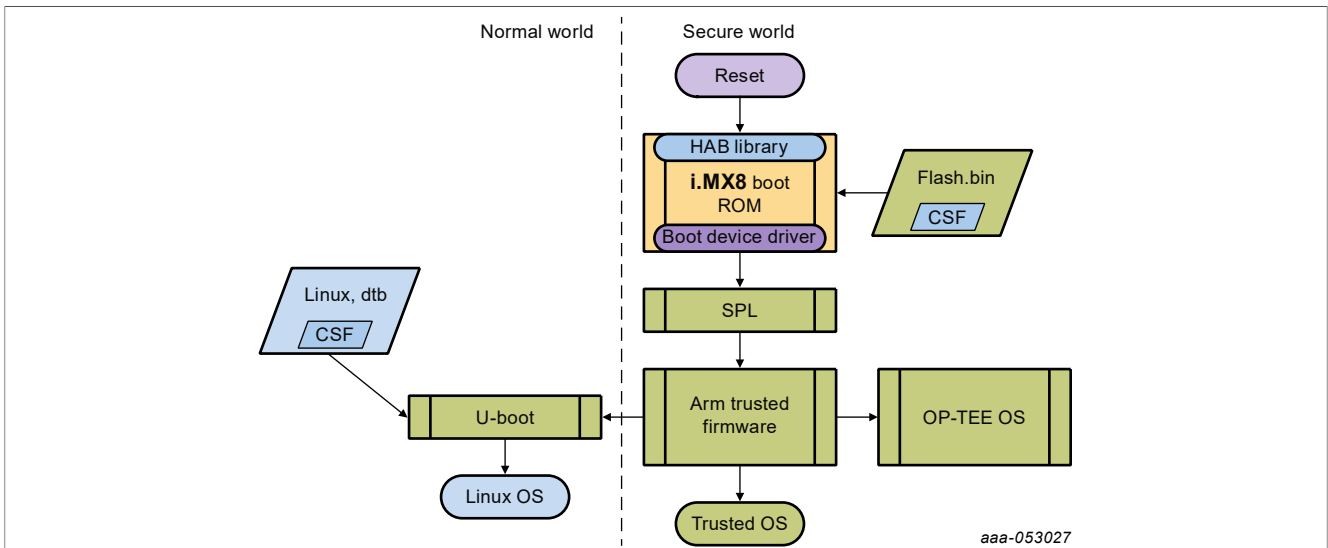 Normal world
Secure world
Reset
HAB library
i.MX8 boot
ROM
Boot device driver
Flash.bin
CSF
Linux, dtb
CSF
SPL
U-boot
Arm trusted
firmware
OP-TEE OS
Linux OS
Trusted OS
aaa-053027